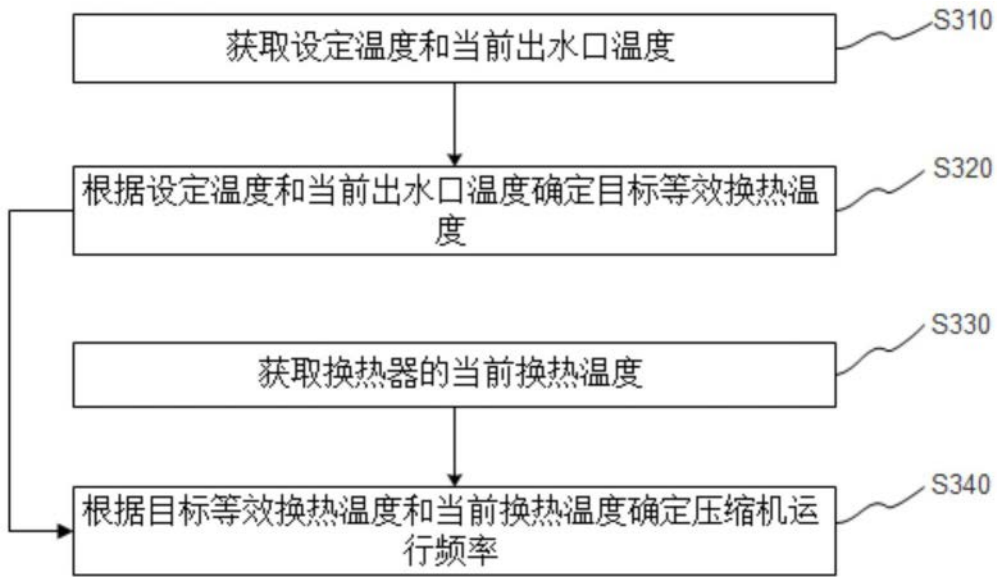 获取设定温度和当前出水口温度
S310
根据设定温度和当前出水口温度确定目标等效换热温
度
S320
获取换热器的当前换热温度
S330
根据目标等效换热温度和当前换热温度确定压缩机运
行频率
S340